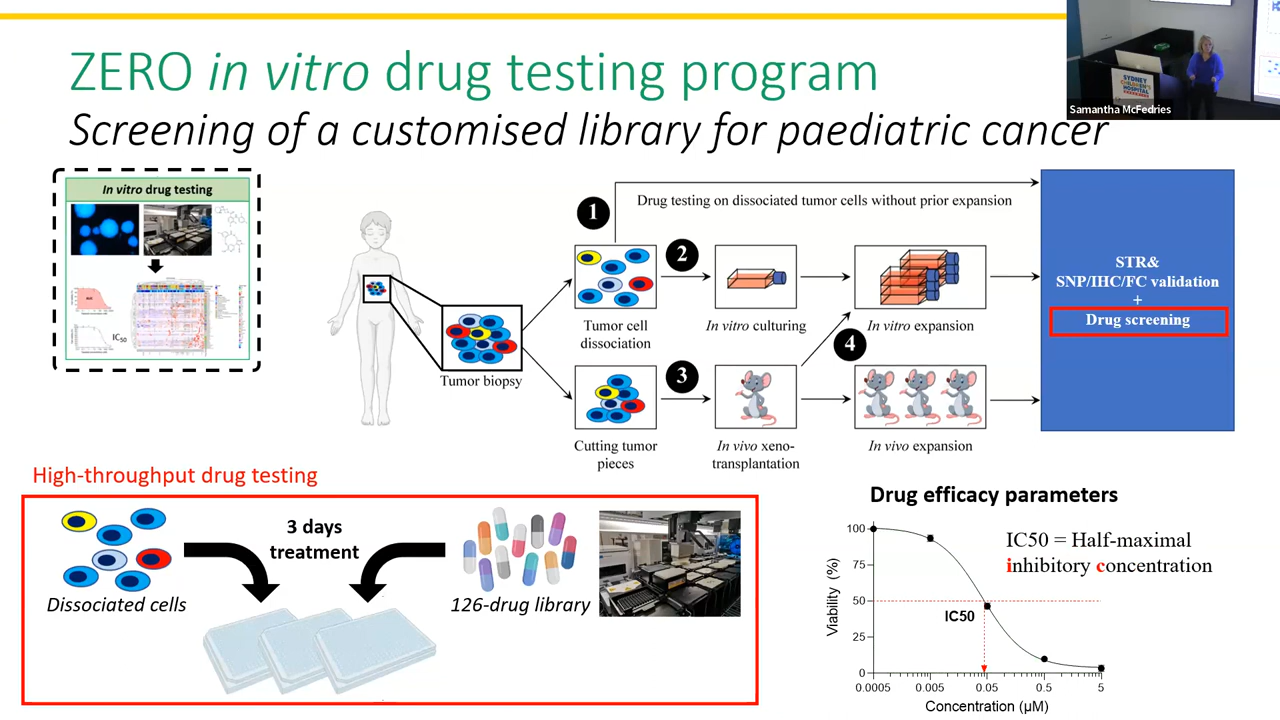 ZERO in vitro drug testing program
Screening of a customised library for paediatric cancer
SYDNEY
CHILDREN'S
HOSPITAL
Samantha McFedries
In vitro drug testing
IC50
Tumor biopsy
1
Drug testing on dissociated tumor cells without prior expansion
2
Tumor cell
dissociation
In vitro culturing
In vitro expansion
3
4
Cutting tumor
pieces
In vivo xeno-
transplantation
In vivo expansion
STR&
SNP/IHC/FC validation
+
Drug screening
High-throughput drug testing
3 days
treatment
Dissociated cells
126-drug library
Drug efficacy parameters
IC50 = Half-maximal
inhibitory concentration
Viability (%)
100
75
50
25
0
IC50
0.0005
0.005
0.05
0.5
5
Concentration (µM)